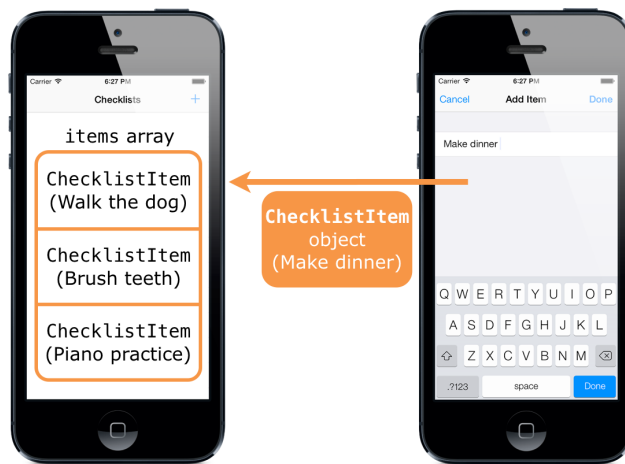 Carrier 6:27 PM
Checklists +
items array
ChecklistItem
(Walk the dog)
ChecklistItem
(Brush teeth)
ChecklistItem
(Piano practice)
ChecklistItem
object
(Make dinner)
Carrier 6:27 PM
Cancel Add Item Done
Make dinner
Q W E R T Y U I O P
A S D F G H J K L
Z X C V B N M
.?123 space Done